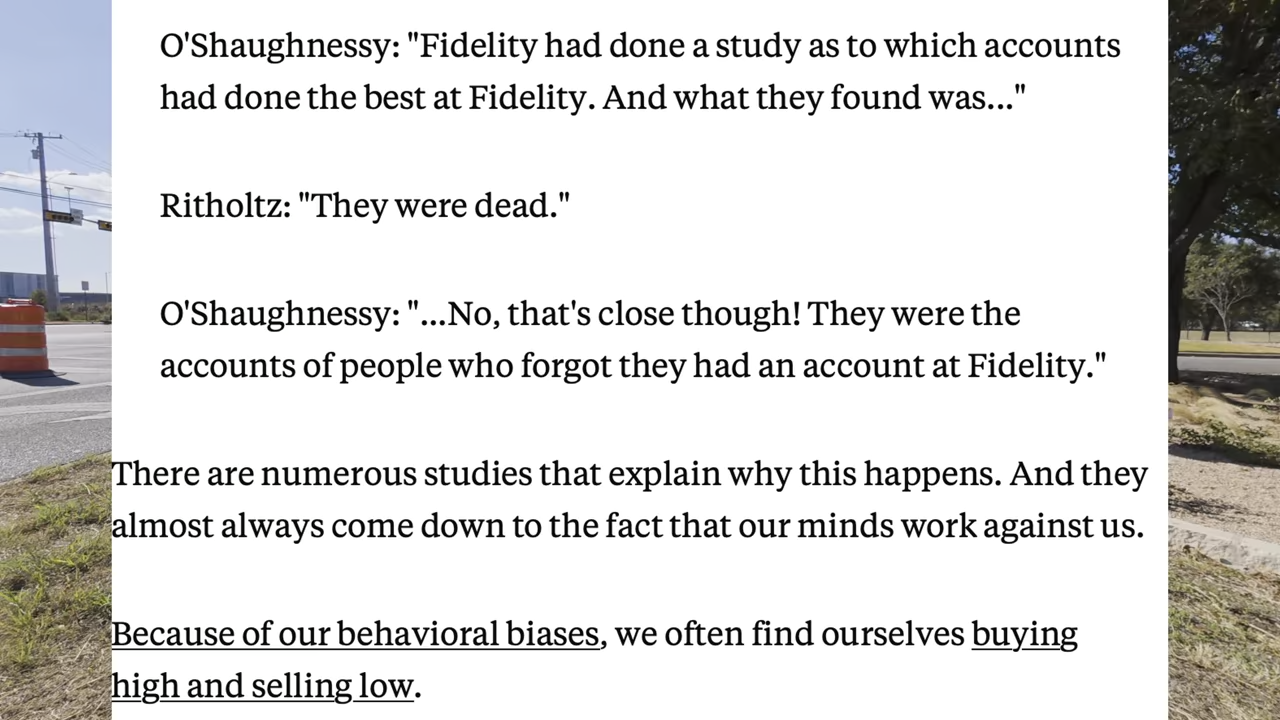 O'Shaughnessy: "Fidelity had done a study as to which accounts
had done the best at Fidelity. And what they found was..."
Ritholtz: "They were dead."
O'Shaughnessy: "...No, that's close though! They were the
accounts of people who forgot they had an account at Fidelity."
There are numerous studies that explain why this happens. And they
almost always come down to the fact that our minds work against us.
Because of our behavioral biases, we often find ourselves buying
high and selling low.